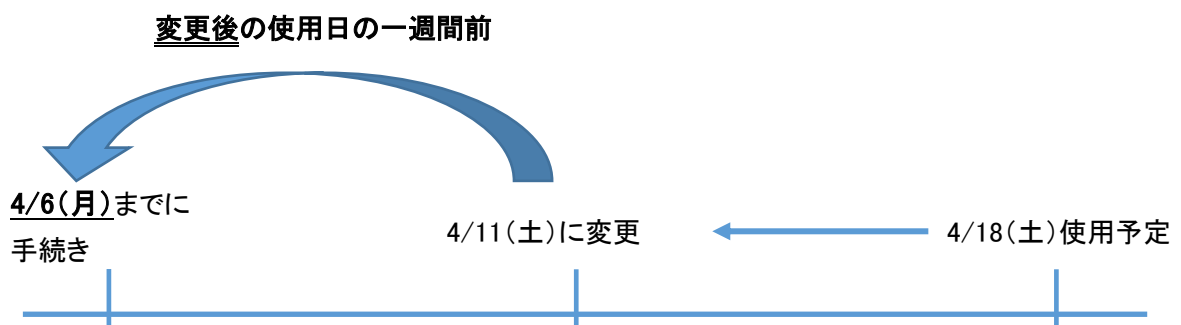 変更後の使用日の一週間前
4/6(月)までに
手続き
4/11(土)に変更
4/18(土)使用予定